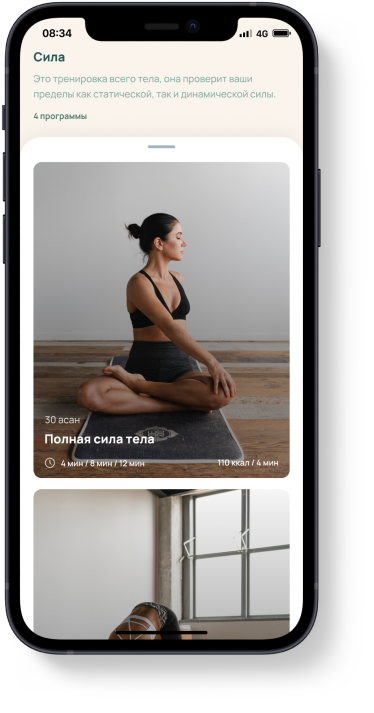 08:34
4G
Сила
Это тренировка всего тела, она проверит ваши
пределы как статической, так и динамической силы.
4 программы
30 асан
Полная сила тела
4 мин / 8 мин / 12 мин
110 ккал / 4 мин